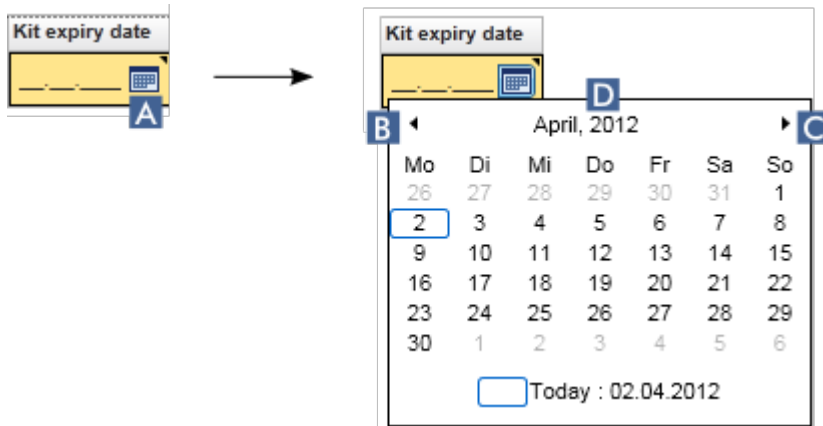 Kit expiry date
__.__.____
A
Kit expiry date
__.__.____
D
B April, 2012 C
Mo Di Mi Do Fr Sa So
26 27 28 29 30 31 1
2 3 4 5 6 7 8
9 10 11 12 13 14 15
16 17 18 19 20 21 22
23 24 25 26 27 28 29
30 1 2 3 4 5 6
Today : 02.04.2012